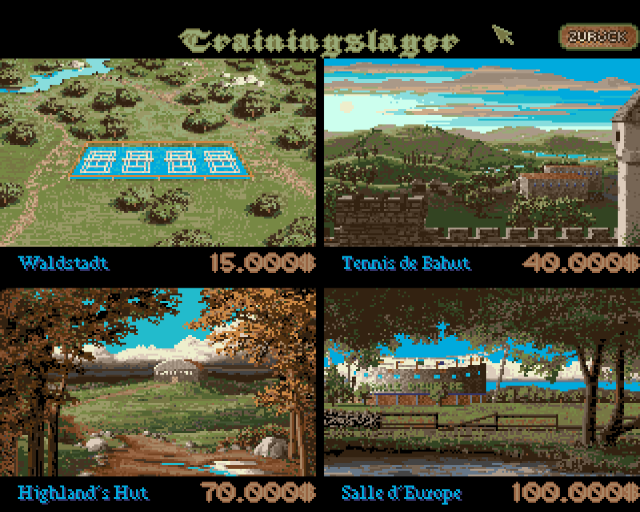 Trainingslager
ZURÜCK
Waldstadt 15.000$
Tennis de Bahut 40.000$
Highland's Hut 70.000$
Salle d'Europe 100.000$